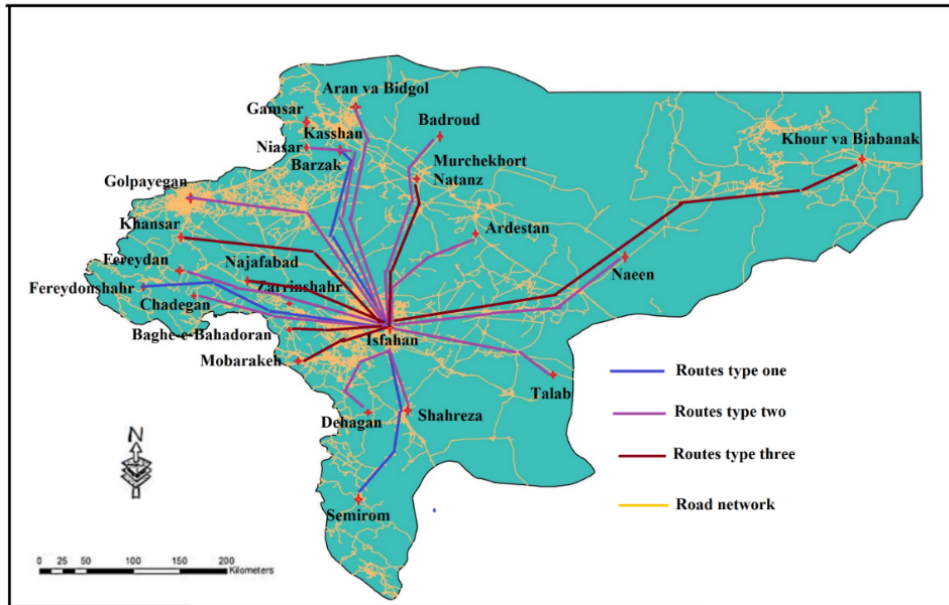 Aran va Bidgol
Gamsar
Badroud
Kasshan
Niasar
Khour va Biabanak
Barzak
Murchekhort
Natanz
Golpayegan
Khansar
Ardestan
Fereydan
Najafabad
Naeen
Fereydonshahr
Zarrinshahr
Chadegan
Baghe-e-Bahadoran
Isfahan
Mobarakeh
Routes type one
Talab
Routes type two
Dehagan
Shahreza
N
Routes type three
Semirom
Road network
0 25 50 100 150 200
Kilometers